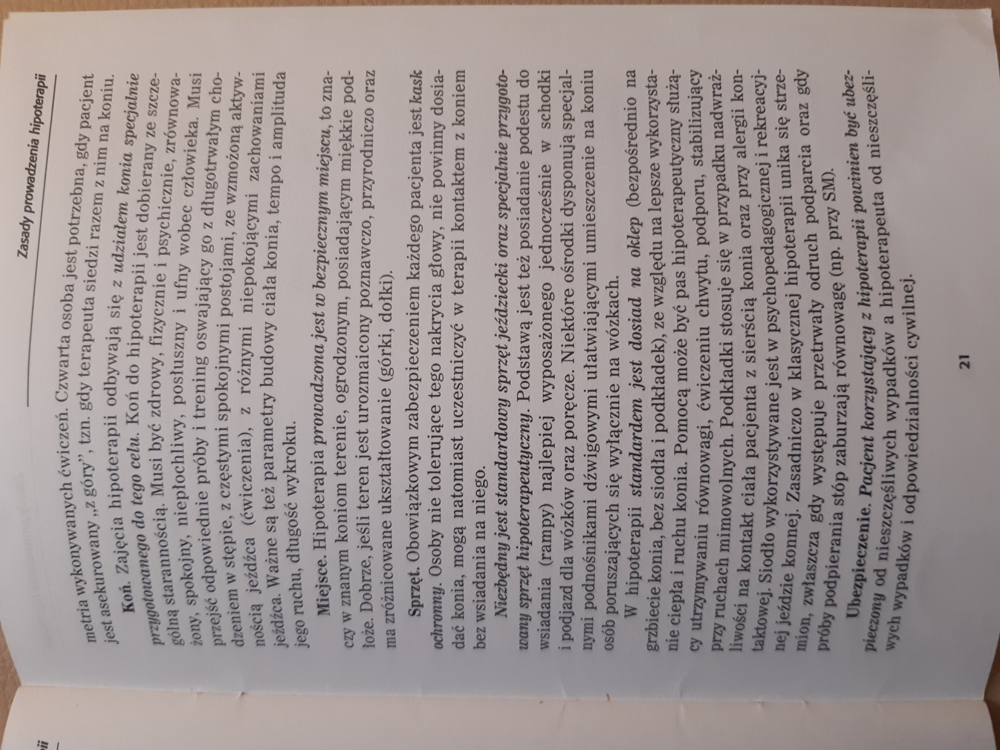 Zasady prowadzenia hipoterapii
metria wykonywanych ćwiczeń. Czwarta osoba jest potrzebna, gdy pacjent
jest asekurowany „z góry”, tzn. gdy terapeuta siedzi razem z nim na koniu.
Koń. Zajęcia hipoterapii odbywają się z udziałem konia specjalnie
przygotowanego do tego celu. Koń do hipoterapii jest dobierany ze szcze-
gólną starannością. Musi być zdrowy, fizycznie i psychicznie, zrównowa-
żony, spokojny, niepłochliwy, posłuszny i ufny wobec człowieka. Musi
przejść odpowiednie próby i trening oswajający go z długotrwałym cho-
dzeniem w stępie, z częstymi spokojnymi postojami, ze wzmożoną aktyw-
nością jeźdźca (ćwiczenia), z różnymi niepokojącymi zachowaniami
jeźdźca. Ważne są też parametry budowy ciała konia, tempo i amplituda
jego ruchu, długość wykroku.
Miejsce. Hipoterapia prowadzona jest w bezpiecznym miejscu, to zna-
czy w znanym koniom terenie, ogrodzonym, posiadającym miękkie pod-
łoże. Dobrze, jeśli teren jest urozmaicony poznawczo, przyrodniczo oraz
ma zróżnicowane ukształtowanie (górki, dołki).
Sprzęt. Obowiązkowym zabezpieczeniem każdego pacjenta jest kask
ochronny. Osoby nie tolerujące tego nakrycia głowy, nie powinny dosia-
dać konia, mogą natomiast uczestniczyć w terapii kontaktem z koniem
bez wsiadania na niego.
Niezbędny jest standardowy sprzęt jeździecki oraz specjalnie przygoto-
wany sprzęt hipoterapeutyczny. Podstawą jest też posiadanie podestu do
wsiadania (rampy) najlepiej wyposażonego jednocześnie w schodki
i podjazd dla wózków oraz poręcze. Niektóre ośrodki dysponują specjal-
nymi podnośnikami dźwigowymi ułatwiającymi umieszczenie na koniu
osób poruszających się wyłącznie na wózkach.
W hipoterapii standardem jest dosiad na oklep (bezpośrednio na
grzbiecie konia, bez siodła i podkładek), ze względu na lepsze wykorzysta-
nie ciepła i ruchu konia. Pomocą może być pas hipoterapeutyczny służą-
cy utrzymywaniu równowagi, ćwiczeniu chwytu, podporu, stabilizujący
przy ruchach mimowolnych. Podkładki stosuje się w przypadku nadwraż-
liwości na kontakt ciała pacjenta z sierścią konia oraz przy alergii kon-
taktowej. Siodło wykorzystywane jest w psychopedagogicznej i rekreacyj-
nej jeździe konnej. Zasadniczo w klasycznej hipoterapii unika się strze-
mion, zwłaszcza gdy występuje przetrwały odruch podparcia oraz gdy
próby podpierania stóp zaburzają równowagę (np. przy SM).
Ubezpieczenie. Pacjent korzystający z hipoterapii powinien być ubez-
pieczony od nieszczęśliwych wypadków a hipoterapeuta od nieszczęśli-
wych wypadków i odpowiedzialności cywilnej.
21